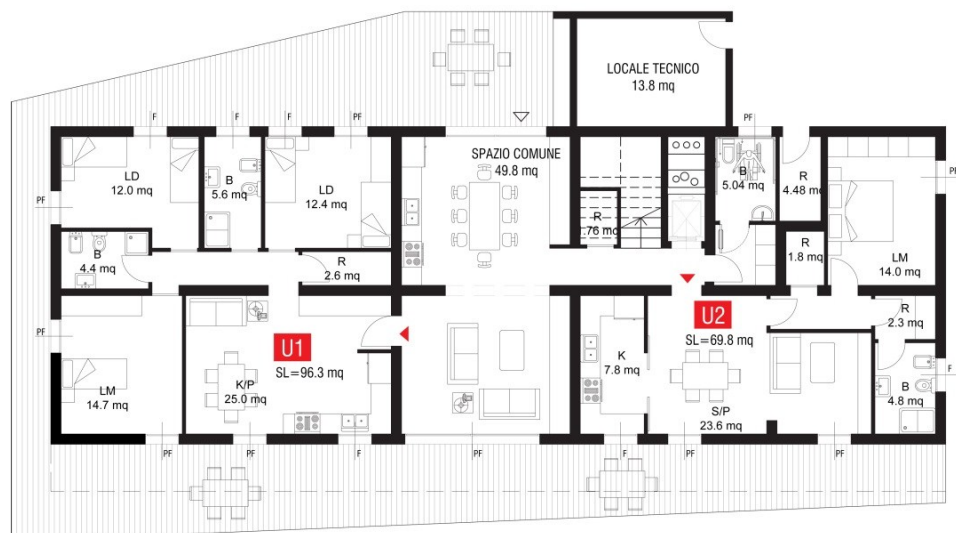 LOCALE TECNICO
13.8 mq
F
F
F
PF
PF
SPAZIO COMUNE
49.8 mq
LD
12.0 mq
B
5.6 mq
LD
12.4 mq
B
5.04 mq
R
4.48 mq
PF
PF
R
.76 mq
LM
14.0 mq
B
4.4 mq
R
2.6 mq
R
1.8 mq
U1
SL=96.3 mq
U2
SL=69.8 mq
R
2.3 mq
PF
LM
14.7 mq
K/P
25.0 mq
K
7.8 mq
S/P
23.6 mq
B
4.8 mq
F
PF
PF
F
PF
F
PF
PF